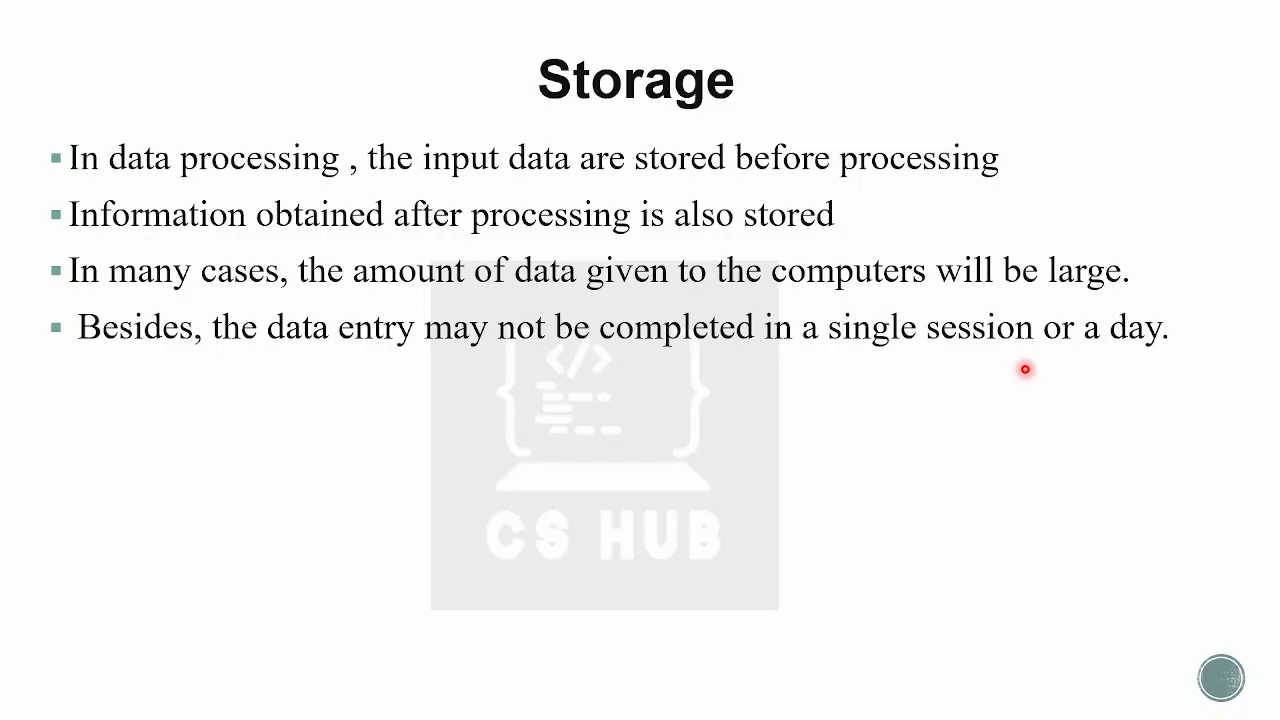 Storage
In data processing , the input data are stored before processing
Information obtained after processing is also stored
In many cases, the amount of data given to the computers will be large.
Besides, the data entry may not be completed in a single session or a day.
</>
CS HUB